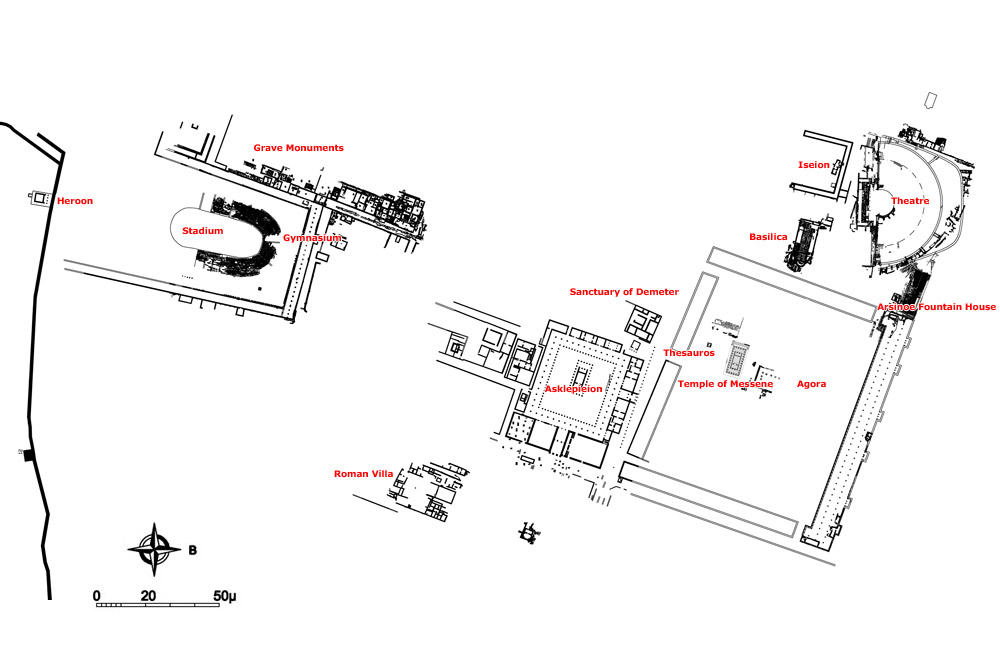 Grave Monuments
Iseion
Heroon
Theatre
Stadium
Gymnasium
Basilica
Sanctuary of Demeter
Arsinoe Fountain House
Thesauros
Temple of Messene
Agora
Asklepieion
Roman Villa
B
0 20 50μ